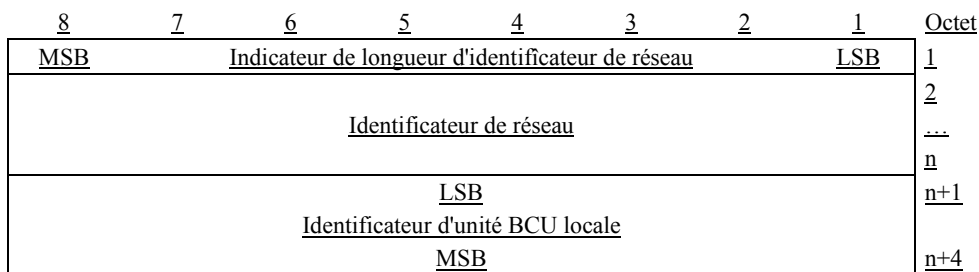 8 7 6 5 4 3 2 1 Octet
MSB Indicateur de longueur d'identificateur de réseau LSB 1
2
Identificateur de réseau …
n
LSB n+1
Identificateur d'unité BCU locale
MSB n+4